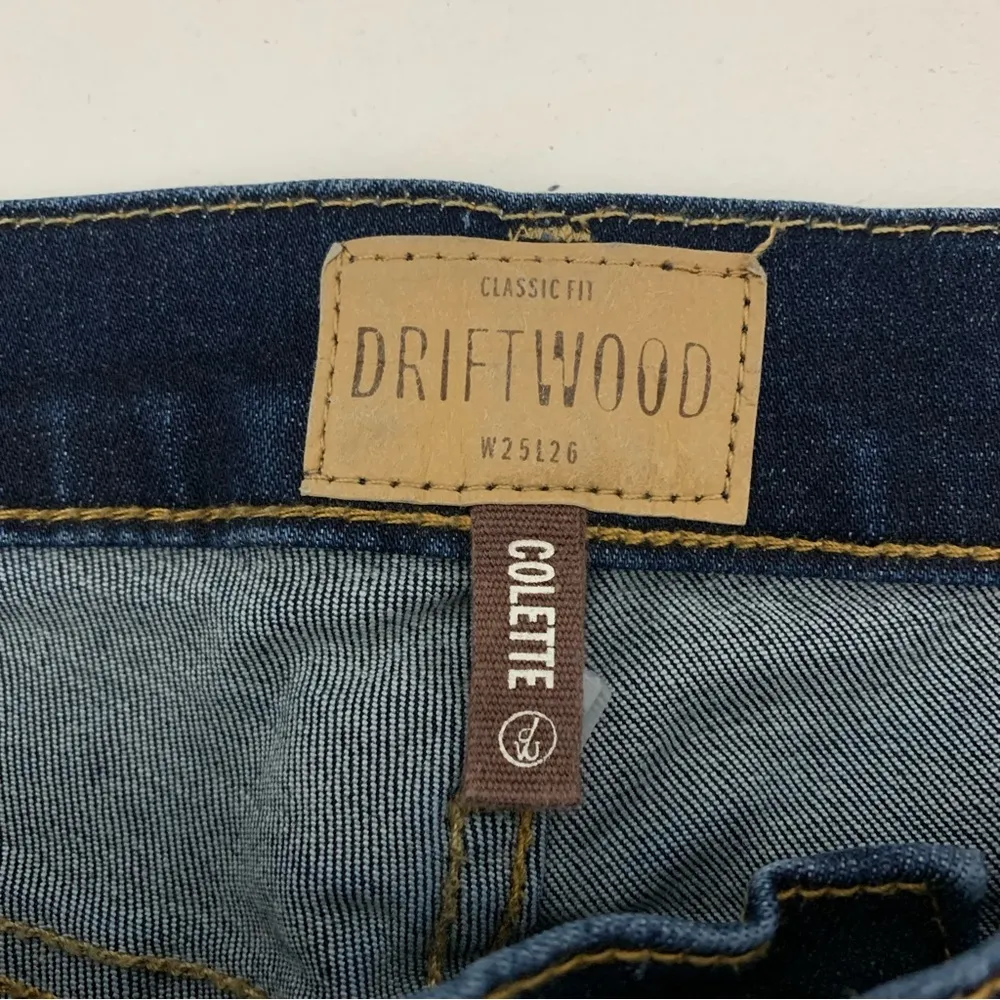 CLASSIC FIT
DRIFTWOOD
W25L26
COLETTE